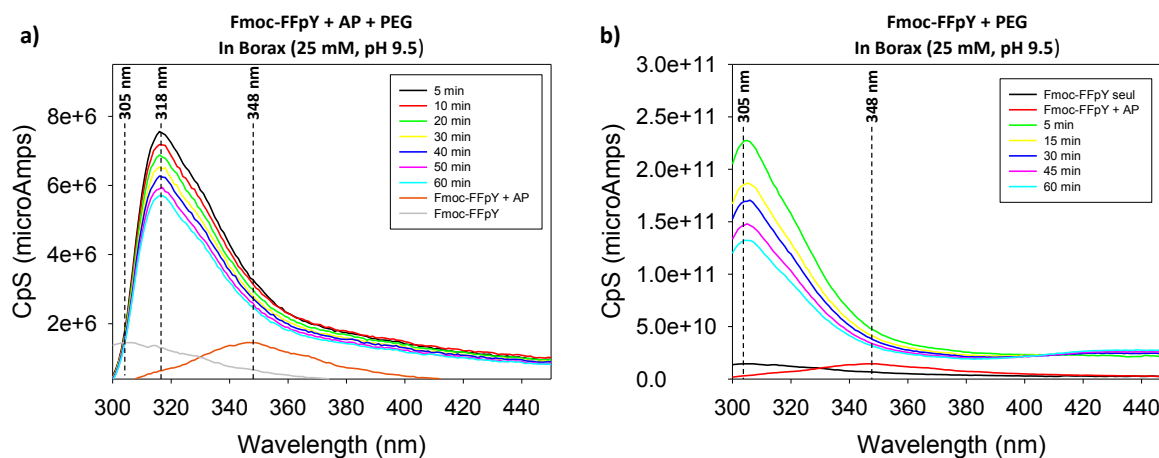 a)
Fmoc-FFpY + AP + PEG
In Borax (25 mM, pH 9.5)
305 nm
318 nm
348 nm
5 min
10 min
20 min
30 min
40 min
50 min
60 min
Fmoc-FFpY + AP
Fmoc-FFpY
CpS (microAmps)
8e+6
6e+6
4e+6
2e+6
300 320 340 360 380 400 420 440
Wavelength (nm)
b)
Fmoc-FFpY + PEG
In Borax (25 mM, pH 9.5)
305 nm
348 nm
Fmoc-FFpY seul
Fmoc-FFpY + AP
5 min
15 min
30 min
45 min
60 min
CpS (microAmps)
3.0e+11
2.5e+11
2.0e+11
1.5e+11
1.0e+11
5.0e+10
0.0
300 320 340 360 380 400 420 440
Wavelength (nm)